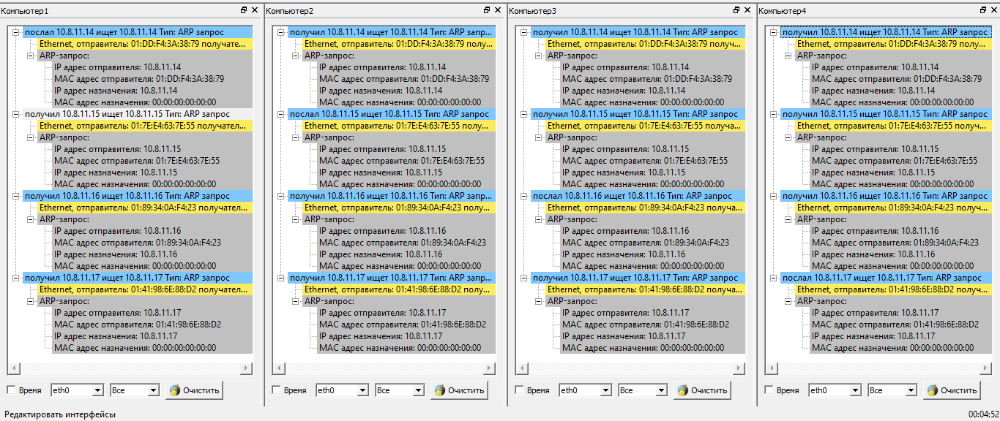 Компьютер1
послал 10.8.11.14 ищет 10.8.11.14 Тип: ARP запрос
Ethernet, отправитель: 01:DD:F4:3A:38:79 получате...
ARP-запрос:
IP адрес отправителя: 10.8.11.14
MAC адрес отправителя: 01:DD:F4:3A:38:79
IP адрес назначения: 10.8.11.14
MAC адрес назначения: 00:00:00:00:00:00
получил 10.8.11.15 ищет 10.8.11.15 Тип: ARP запрос
Ethernet, отправитель: 01:7E:E4:63:7E:55 получател...
ARP-запрос:
IP адрес отправителя: 10.8.11.15
MAC адрес отправителя: 01:7E:E4:63:7E:55
IP адрес назначения: 10.8.11.15
MAC адрес назначения: 00:00:00:00:00:00
получил 10.8.11.16 ищет 10.8.11.16 Тип: ARP запрос
Ethernet, отправитель: 01:89:34:0A:F4:23 получател...
ARP-запрос:
IP адрес отправителя: 10.8.11.16
MAC адрес отправителя: 01:89:34:0A:F4:23
IP адрес назначения: 10.8.11.16
MAC адрес назначения: 00:00:00:00:00:00
получил 10.8.11.17 ищет 10.8.11.17 Тип: ARP запрос
Ethernet, отправитель: 01:41:98:6E:88:D2 получател...
ARP-запрос:
IP адрес отправителя: 10.8.11.17
MAC адрес отправителя: 01:41:98:6E:88:D2
IP адрес назначения: 10.8.11.17
MAC адрес назначения: 00:00:00:00:00:00
Время eth0 Все Очистить
Компьютер2
получил 10.8.11.14 ищет 10.8.11.14 Тип: ARP запр...
Ethernet, отправитель: 01:DD:F4:3A:38:79 полу...
ARP-запрос:
IP адрес отправителя: 10.8.11.14
MAC адрес отправителя: 01:DD:F4:3A:38:79
IP адрес назначения: 10.8.11.14
MAC адрес назначения: 00:00:00:00:00:00
послал 10.8.11.15 ищет 10.8.11.15 Тип: ARP запрос
Ethernet, отправитель: 01:7E:E4:63:7E:55 полу...
ARP-запрос:
IP адрес отправителя: 10.8.11.15
MAC адрес отправителя: 01:7E:E4:63:7E:55
IP адрес назначения: 10.8.11.15
MAC адрес назначения: 00:00:00:00:00:00
получил 10.8.11.16 ищет 10.8.11.16 Тип: ARP запр...
Ethernet, отправитель: 01:89:34:0A:F4:23 полу...
ARP-запрос:
IP адрес отправителя: 10.8.11.16
MAC адрес отправителя: 01:89:34:0A:F4:23
IP адрес назначения: 10.8.11.16
MAC адрес назначения: 00:00:00:00:00:00
получил 10.8.11.17 ищет 10.8.11.17 Тип: ARP запр...
Ethernet, отправитель: 01:41:98:6E:88:D2 полу...
ARP-запрос:
IP адрес отправителя: 10.8.11.17
MAC адрес отправителя: 01:41:98:6E:88:D2
IP адрес назначения: 10.8.11.17
MAC адрес назначения: 00:00:00:00:00:00
Время eth0 Все Очистить
Компьютер3
получил 10.8.11.14 ищет 10.8.11.14 Тип: ARP запрос
Ethernet, отправитель: 01:DD:F4:3A:38:79 получ...
ARP-запрос:
IP адрес отправителя: 10.8.11.14
MAC адрес отправителя: 01:DD:F4:3A:38:79
IP адрес назначения: 10.8.11.14
MAC адрес назначения: 00:00:00:00:00:00
получил 10.8.11.15 ищет 10.8.11.15 Тип: ARP запрос
Ethernet, отправитель: 01:7E:E4:63:7E:55 получа...
ARP-запрос:
IP адрес отправителя: 10.8.11.15
MAC адрес отправителя: 01:7E:E4:63:7E:55
IP адрес назначения: 10.8.11.15
MAC адрес назначения: 00:00:00:00:00:00
послал 10.8.11.16 ищет 10.8.11.16 Тип: ARP запрос
Ethernet, отправитель: 01:89:34:0A:F4:23 получа...
ARP-запрос:
IP адрес отправителя: 10.8.11.16
MAC адрес отправителя: 01:89:34:0A:F4:23
IP адрес назначения: 10.8.11.16
MAC адрес назначения: 00:00:00:00:00:00
получил 10.8.11.17 ищет 10.8.11.17 Тип: ARP запрос
Ethernet, отправитель: 01:41:98:6E:88:D2 получа...
ARP-запрос:
IP адрес отправителя: 10.8.11.17
MAC адрес отправителя: 01:41:98:6E:88:D2
IP адрес назначения: 10.8.11.17
MAC адрес назначения: 00:00:00:00:00:00
Время eth0 Все Очистить
Компьютер4
получил 10.8.11.14 ищет 10.8.11.14 Тип: ARP запрос
Ethernet, отправитель: 01:DD:F4:3A:38:79 полу...
ARP-запрос:
IP адрес отправителя: 10.8.11.14
MAC адрес отправителя: 01:DD:F4:3A:38:79
IP адрес назначения: 10.8.11.14
MAC адрес назначения: 00:00:00:00:00:00
получил 10.8.11.15 ищет 10.8.11.15 Тип: ARP запрос
Ethernet, отправитель: 01:7E:E4:63:7E:55 получ...
ARP-запрос:
IP адрес отправителя: 10.8.11.15
MAC адрес отправителя: 01:7E:E4:63:7E:55
IP адрес назначения: 10.8.11.15
MAC адрес назначения: 00:00:00:00:00:00
получил 10.8.11.16 ищет 10.8.11.16 Тип: ARP запрос
Ethernet, отправитель: 01:89:34:0A:F4:23 получ...
ARP-запрос:
IP адрес отправителя: 10.8.11.16
MAC адрес отправителя: 01:89:34:0A:F4:23
IP адрес назначения: 10.8.11.16
MAC адрес назначения: 00:00:00:00:00:00
послал 10.8.11.17 ищет 10.8.11.17 Тип: ARP запрос
Ethernet, отправитель: 01:41:98:6E:88:D2 получ...
ARP-запрос:
IP адрес отправителя: 10.8.11.17
MAC адрес отправителя: 01:41:98:6E:88:D2
IP адрес назначения: 10.8.11.17
MAC адрес назначения: 00:00:00:00:00:00
Время eth0 Все Очистить
Редактировать интерфейсы 00:04:52